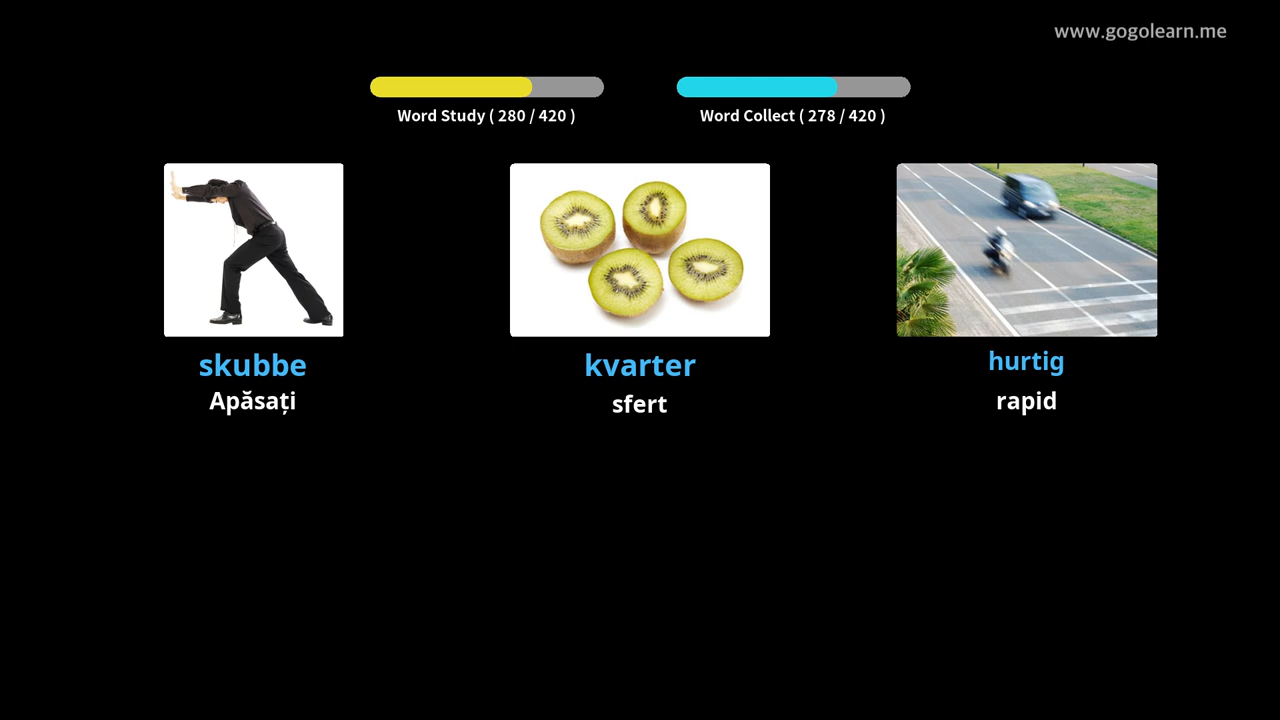 www.gogolearn.me
Word Study ( 280 / 420 )
Word Collect ( 278 / 420 )
skubbe
Apăsați
kvarter
sfert
hurtig
rapid